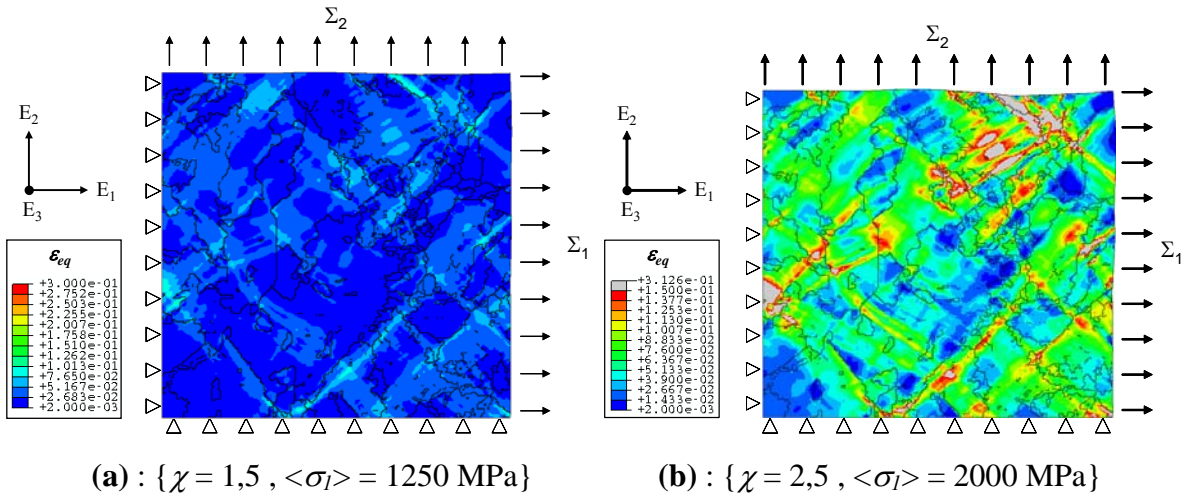 Σ2
E2
E1
E3
εeq
+3.000e-01
+2.752e-01
+2.503e-01
+2.255e-01
+2.007e-01
+1.758e-01
+1.510e-01
+1.262e-01
+1.013e-01
+7.650e-02
+5.167e-02
+2.683e-02
+2.000e-03
Σ1
(a) : {χ = 1,5 , <σI> = 1250 MPa}
Σ2
E2
E1
E3
εeq
+3.126e-01
+1.500e-01
+1.377e-01
+1.253e-01
+1.130e-01
+1.007e-01
+8.833e-02
+7.600e-02
+6.367e-02
+5.133e-02
+3.900e-02
+2.667e-02
+1.433e-02
+2.000e-03
Σ1
(b) : {χ = 2,5 , <σI> = 2000 MPa}